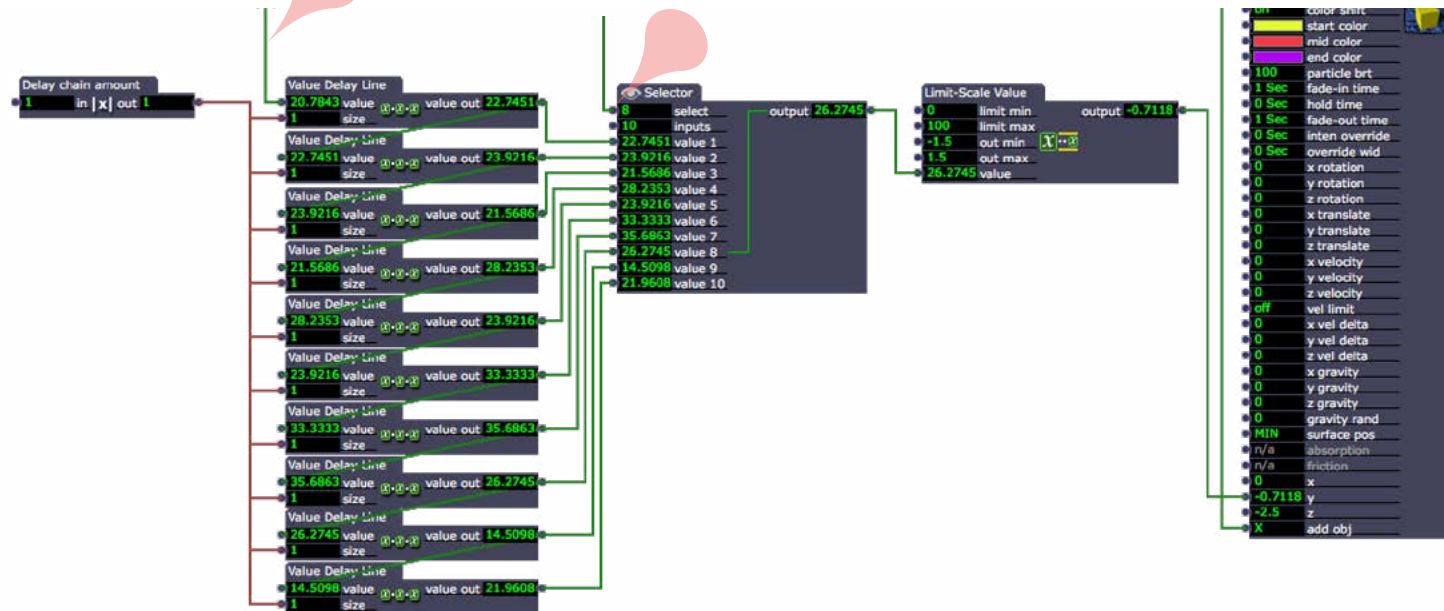 Delay chain amount
1 in |x| out 1
Value Delay Line
20.7843 value x·x·x value out 22.7451
1 size
Value Delay Line
22.7451 value x·x·x value out 23.9216
1 size
Value Delay Line
23.9216 value x·x·x value out 21.5686
1 size
Value Delay Line
21.5686 value x·x·x value out 28.2353
1 size
Value Delay Line
28.2353 value x·x·x value out 23.9216
1 size
Value Delay Line
23.9216 value x·x·x value out 33.3333
1 size
Value Delay Line
33.3333 value x·x·x value out 35.6863
1 size
Value Delay Line
35.6863 value x·x·x value out 26.2745
1 size
Value Delay Line
26.2745 value x·x·x value out 14.5098
1 size
Value Delay Line
14.5098 value x·x·x value out 21.9608
1 size
Selector
8 select output 26.2745
10 inputs
22.7451 value 1
23.9216 value 2
21.5686 value 3
28.2353 value 4
23.9216 value 5
33.3333 value 6
35.6863 value 7
26.2745 value 8
14.5098 value 9
21.9608 value 10
Limit-Scale Value
0 limit min output -0.7118
100 limit max
-1.5 out min x↔x
1.5 out max
26.2745 value
on color shift
start color
mid color
end color
100 particle brt
1 Sec fade-in time
0 Sec hold time
1 Sec fade-out time
0 Sec inten override
0 Sec override wid
0 x rotation
0 y rotation
0 z rotation
0 x translate
0 y translate
0 z translate
0 x velocity
0 y velocity
0 z velocity
off vel limit
0 x vel delta
0 y vel delta
0 z vel delta
0 x gravity
0 y gravity
0 z gravity
0 gravity rand
MIN surface pos
n/a absorption
n/a friction
0 x
-0.7118 y
-2.5 z
X add obj